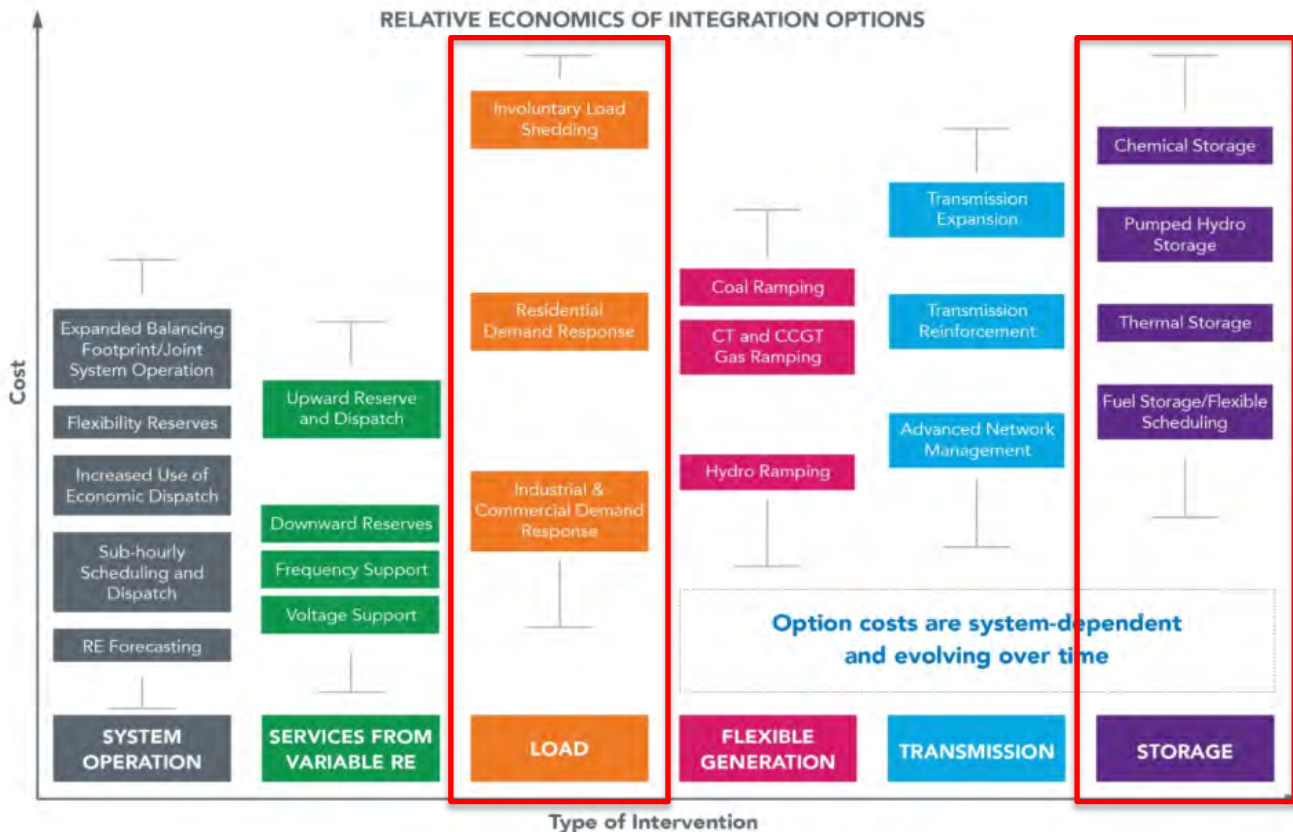 RELATIVE ECONOMICS OF INTEGRATION OPTIONS
Cost
Expanded Balancing
Footprint/Joint
System Operation
Flexibility Reserves
Increased Use of
Economic Dispatch
Sub-hourly
Scheduling and
Dispatch
RE Forecasting
SYSTEM
OPERATION
Upward Reserve
and Dispatch
Downward Reserves
Frequency Support
Voltage Support
SERVICES FROM
VARIABLE RE
Involuntary Load
Shedding
Residential
Demand Response
Industrial &
Commercial Demand
Response
LOAD
Coal Ramping
CT and CCGT
Gas Ramping
Hydro Ramping
FLEXIBLE
GENERATION
Transmission
Expansion
Transmission
Reinforcement
Advanced Network
Management
TRANSMISSION
Chemical Storage
Pumped Hydro
Storage
Thermal Storage
Fuel Storage/Flexible
Scheduling
STORAGE
Option costs are system-dependent
and evolving over time
Type of Intervention